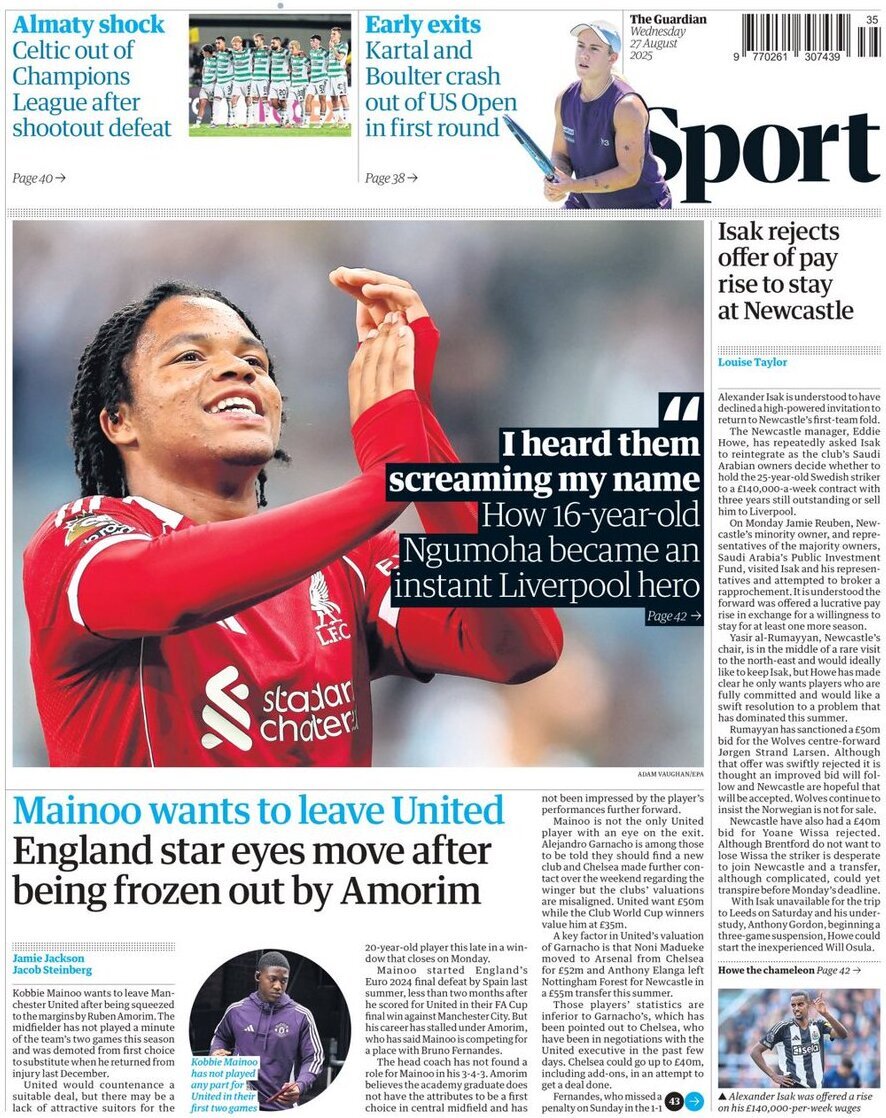 Almaty shock
Celtic out of
Champions
League after
shootout defeat
Page 40 →
Early exits
Kartal and
Boulter crash
out of US Open
in first round
Page 38 →
The Guardian
Wednesday
27 August
2025
35
9 770261 307439
Sport
“
I heard them
screaming my name
How 16-year-old
Ngumoha became an
instant Liverpool hero
Page 42 →
L.F.C.
standard
chartered
ADAM VAUGHAN/EPA
Isak rejects
offer of pay
rise to stay
at Newcastle
Louise Taylor
Alexander Isak is understood to have
declined a high-powered invitation to
return to Newcastle's first-team fold.
The Newcastle manager, Eddie
Howe, has repeatedly asked Isak
to reintegrate as the club's Saudi
Arabian owners decide whether to
hold the 25-year-old Swedish striker
to a £140,000-a-week contract with
three years still outstanding or sell
him to Liverpool.
On Monday Jamie Reuben, New-
castle's minority owner, and repre-
sentatives of the majority owners,
Saudi Arabia's Public Investment
Fund, visited Isak and his represen-
tatives and attempted to broker a
rapprochement. It is understood the
forward was offered a lucrative pay
rise in exchange for a willingness to
stay for at least one more season.
Yasir al-Rumayyan, Newcastle's
chair, is in the middle of a rare visit
to the north-east and would ideally
like to keep Isak, but Howe has made
clear he only wants players who are
fully committed and would like a
swift resolution to a problem that
has dominated this summer.
Rumayyan has sanctioned a £50m
bid for the Wolves centre-forward
Jørgen Strand Larsen. Although
that offer was swiftly rejected it is
thought an improved bid will fol-
low and Newcastle are hopeful that
will be accepted. Wolves continue to
insist the Norwegian is not for sale.
Newcastle have also had a £40m
bid for Yoane Wissa rejected.
Although Brentford do not want to
lose Wissa the striker is desperate
to join Newcastle and a transfer,
although complicated, could yet
transpire before Monday's deadline.
With Isak unavailable for the trip
to Leeds on Saturday and his under-
study, Anthony Gordon, beginning a
three-game suspension, Howe could
start the inexperienced Will Osula.
Howe the chameleon Page 42 →
sela
▲ Alexander Isak was offered a rise
on his £140,000-per-week wages
Mainoo wants to leave United
England star eyes move after
being frozen out by Amorim
Jamie Jackson
Jacob Steinberg
Kobbie Mainoo wants to leave Man-
chester United after being squeezed
to the margins by Ruben Amorim. The
midfielder has not played a minute
of the team's two games this season
and was demoted from first choice
to substitute when he returned from
injury last December.
United would countenance a
suitable deal, but there may be a
lack of attractive suitors for the
Kobbie Mainoo
has not played
any part for
United in their
first two games
20-year-old player this late in a win-
dow that closes on Monday.
Mainoo started England's
Euro 2024 final defeat by Spain last
summer, less than two months after
he scored for United in their FA Cup
final win against Manchester City. But
his career has stalled under Amorim,
who has said Mainoo is competing for
a place with Bruno Fernandes.
The head coach has not found a
role for Mainoo in his 3-4-3. Amorim
believes the academy graduate does
not have the attributes to be a first
choice in central midfield and has
not been impressed by the player's
performances further forward.
Mainoo is not the only United
player with an eye on the exit.
Alejandro Garnacho is among those
to be told they should find a new
club and Chelsea made further con-
tact over the weekend regarding the
winger but the clubs' valuations
are misaligned. United want £50m
while the Club World Cup winners
value him at £35m.
A key factor in United's valuation
of Garnacho is that Noni Madueke
moved to Arsenal from Chelsea
for £52m and Anthony Elanga left
Nottingham Forest for Newcastle in
a £55m transfer this summer.
Those players' statistics are
inferior to Garnacho's, which has
been pointed out to Chelsea, who
have been in negotiations with the
United executive in the past few
days. Chelsea could go up to £40m,
including add-ons, in an attempt to
get a deal done.
Fernandes, who missed a
penalty on Sunday in the 1-1
43 →